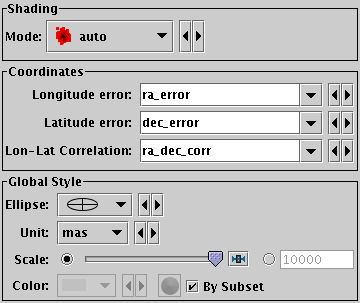 Shading
Mode: auto
Coordinates
Longitude error: ra_error
Latitude error: dec_error
Lon-Lat Correlation: ra_dec_corr
Global Style
Ellipse:
Unit: mas
Scale: 10000
Color: By Subset